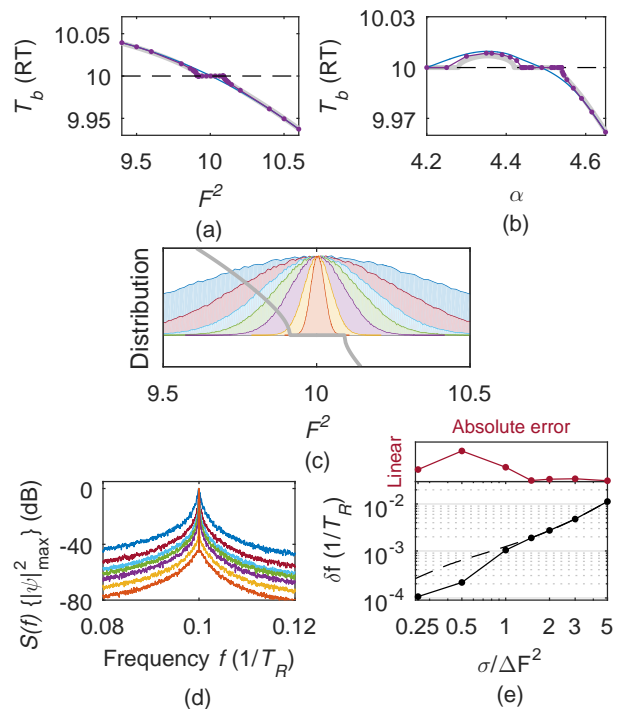 T_b (RT)
10.05
10
9.95
9.5 10 10.5
F^2
(a)
T_b (RT)
10.03
10
9.97
4.2 4.4 4.6
α
(b)
Distribution
9.5 10 10.5
F^2
(c)
S(f) {|ψ|^2_max} (dB)
0
-40
-80
0.08 0.1 0.12
Frequency f (1/T_R)
(d)
Absolute error
Linear
δf (1/T_R)
10^-2
10^-3
10^-4
0.25 0.5 1 2 3 5
σ/ΔF^2
(e)